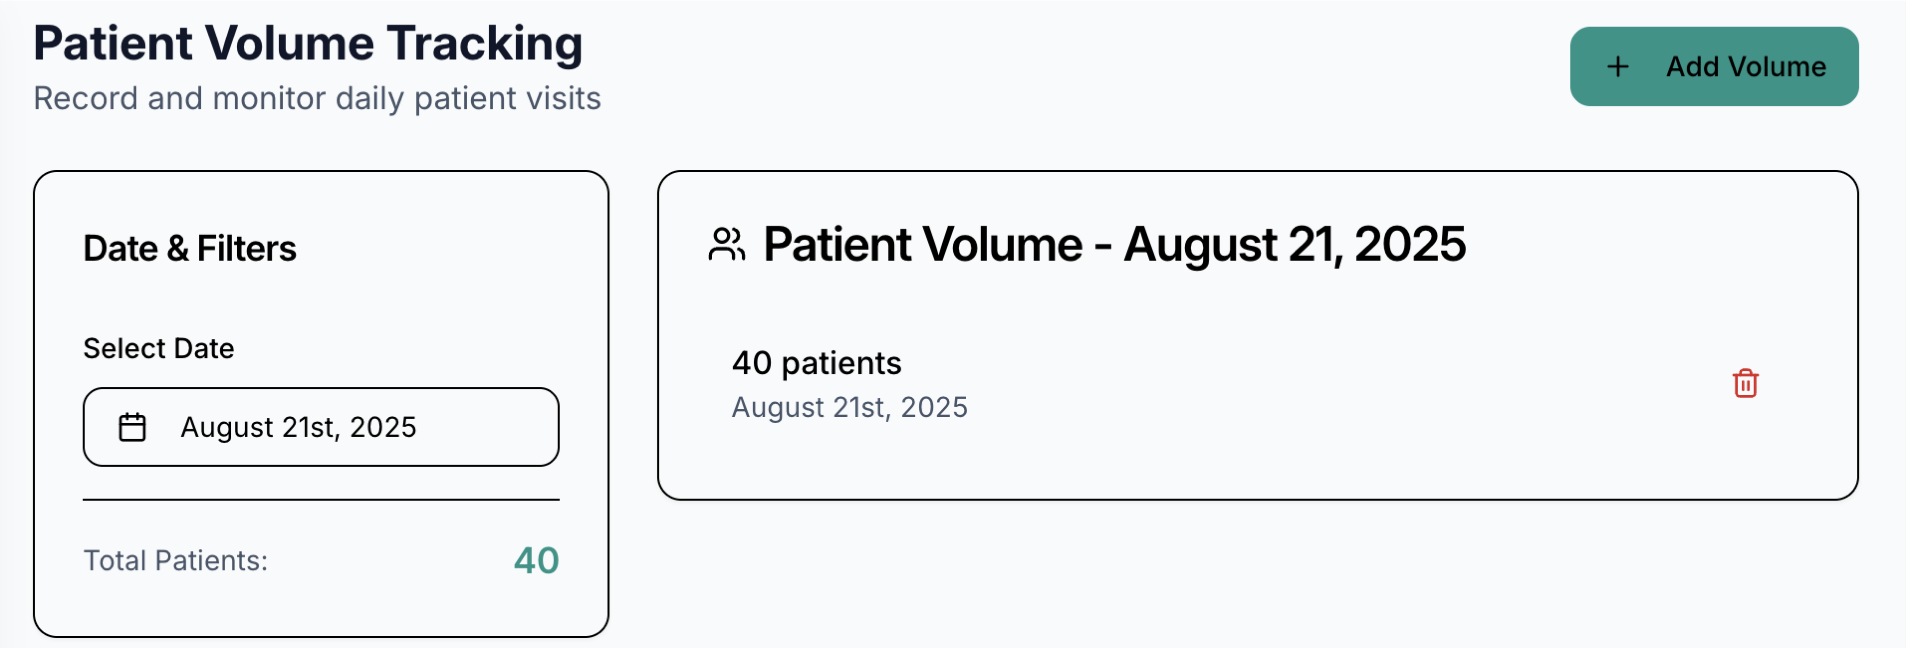 Patient Volume Tracking
Record and monitor daily patient visits
Add Volume
Date & Filters
Select Date
August 21st, 2025
Total Patients: 40
Patient Volume - August 21, 2025
40 patients
August 21st, 2025